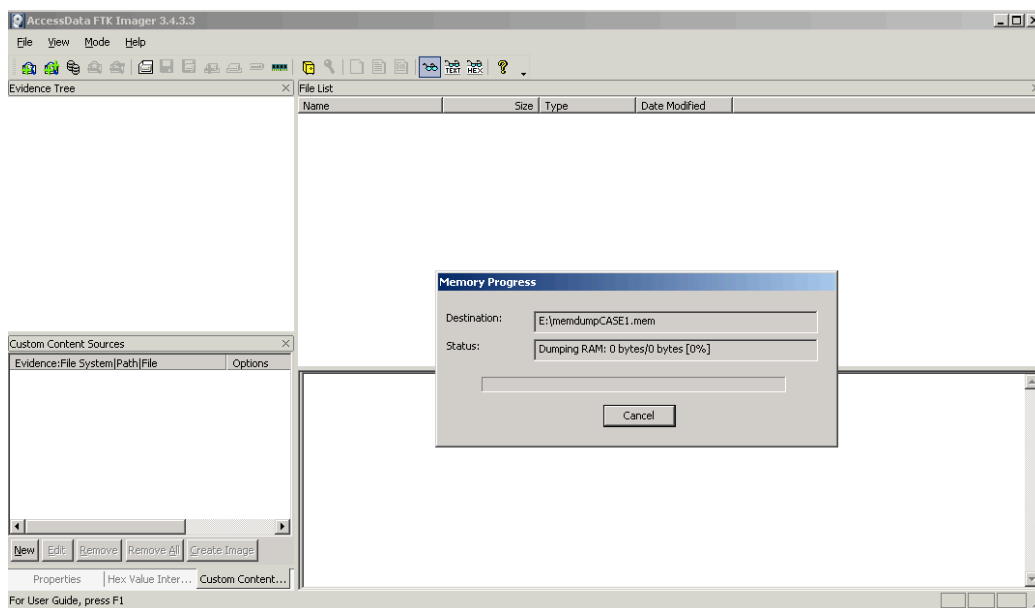 AccessData FTK Imager 3.4.3.3
File View Mode Help
TEXT HEX
Evidence Tree
File List
Name Size Type Date Modified
Memory Progress
Destination: E:\memdumpCASE1.mem
Status: Dumping RAM: 0 bytes/0 bytes [0%]
Cancel
Custom Content Sources
Evidence:File System|Path|File Options
New Edit Remove Remove All Create Image
Properties Hex Value Inter... Custom Content...
For User Guide, press F1